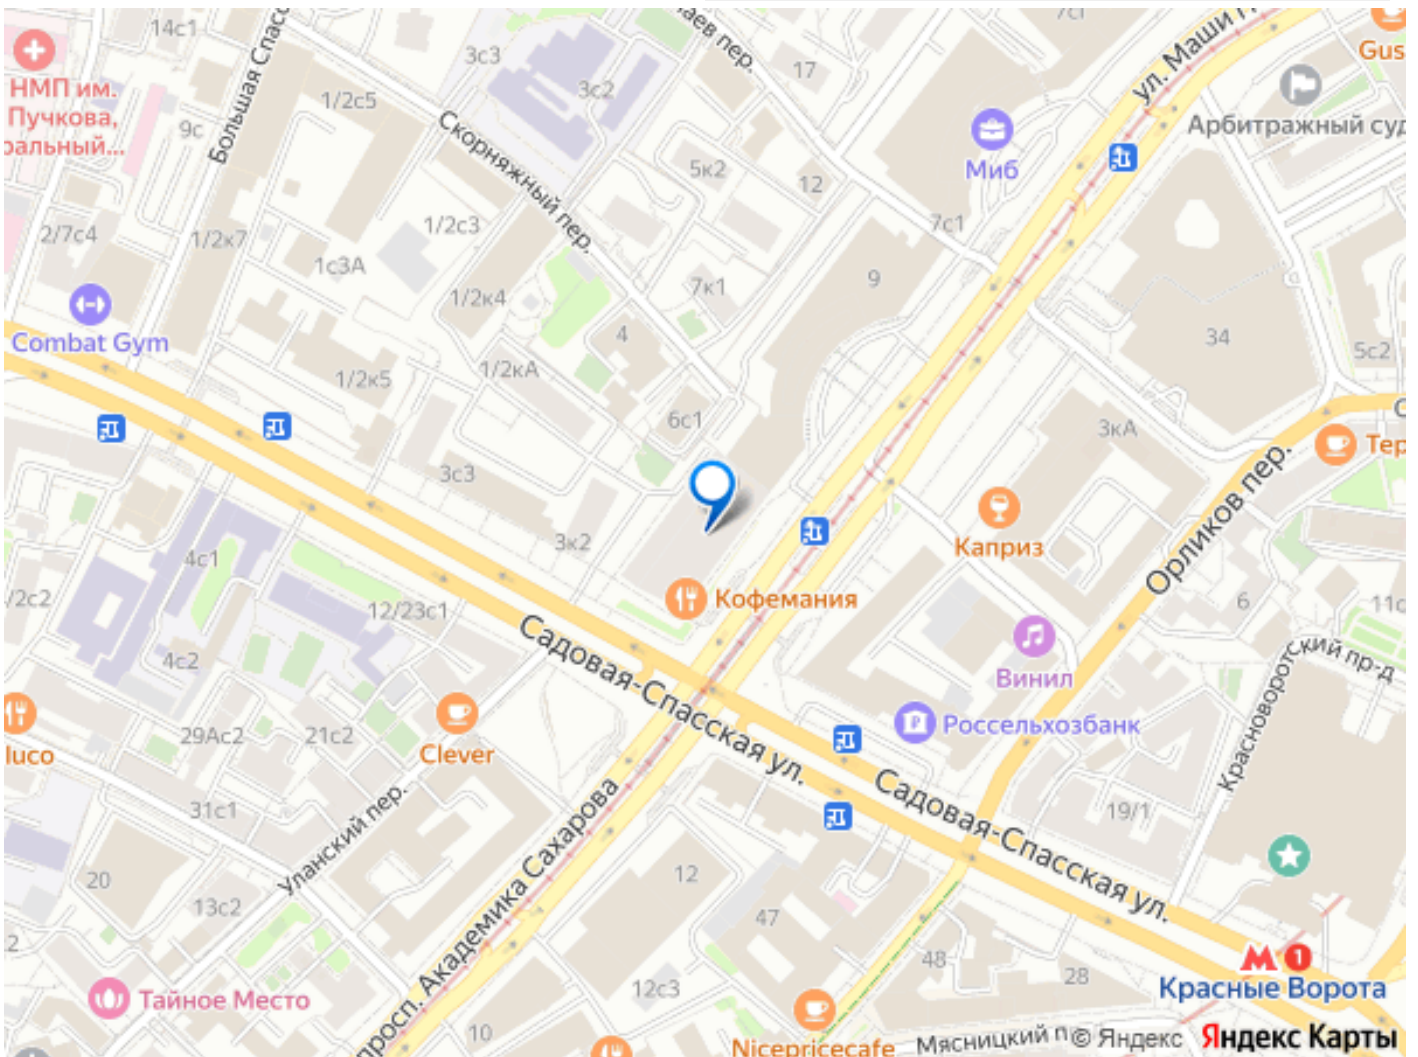 14с1
3с3
пер.
17
7с1
ул. Маши
Gus
НМП им.
Пучкова,
ральный...
Большая Спасс
1/2с5
3с2
9с
Скорняжный пер.
5к2
12
Миб
Арбитражный суд
2/7с4
1/2к7
1/2с3
1с3А
7с1
9
1/2к4
7к1
Combat Gym
4
34
5с2
1/2к5
1/2кА
6с1
3кА
Тер
3с3
3к2
Каприз
Орликов пер.
4с1
/2с2
12/23с1
Кофемания
6
11с
4с2
Садовая-Спасская ул.
Винил
Красноворотский пр-д
29Ас2
21с2
Clever
Россельхозбанк
luco
31с1
Уланский пер.
Садовая-Спасская ул.
19/1
20
13с2
просп. Академика Сахарова
12
47
2
48
28
1
Красные Ворота
Тайное Место
12с3
10
Nicepricecafe
Мясницкий п
© Яндекс
Яндекс Карты